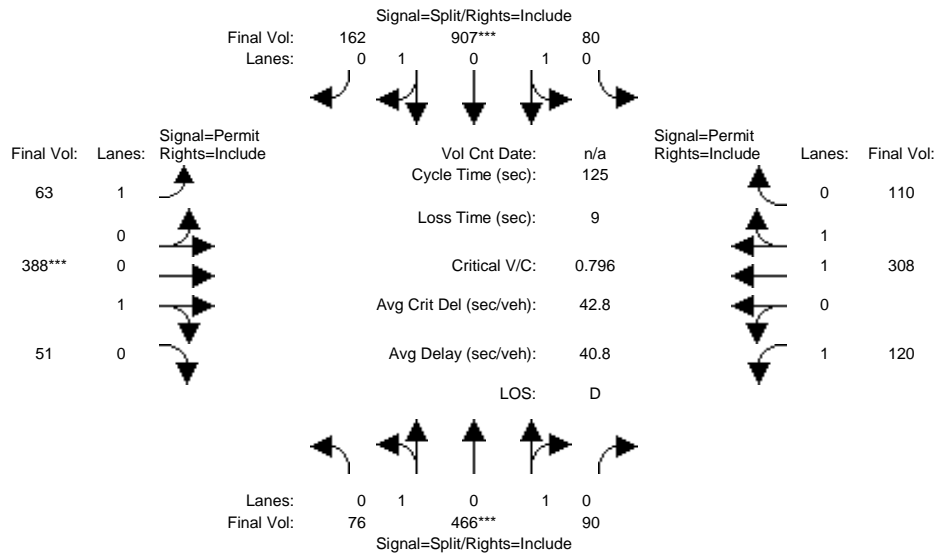 Signal=Split/Rights=Include
Final Vol: 162 907*** 80
Lanes: 0 1 0 1 0
Signal=Permit
Final Vol: Lanes: Rights=Include
Vol Cnt Date: n/a
Signal=Permit
Rights=Include Lanes: Final Vol:
Cycle Time (sec): 125
63 1
0 110
Loss Time (sec): 9
0
1
388*** 0
Critical V/C: 0.796
1 308
1
Avg Crit Del (sec/veh): 42.8
0
51 0
Avg Delay (sec/veh): 40.8
1 120
LOS: D
Lanes: 0 1 0 1 0
Final Vol: 76 466*** 90
Signal=Split/Rights=Include